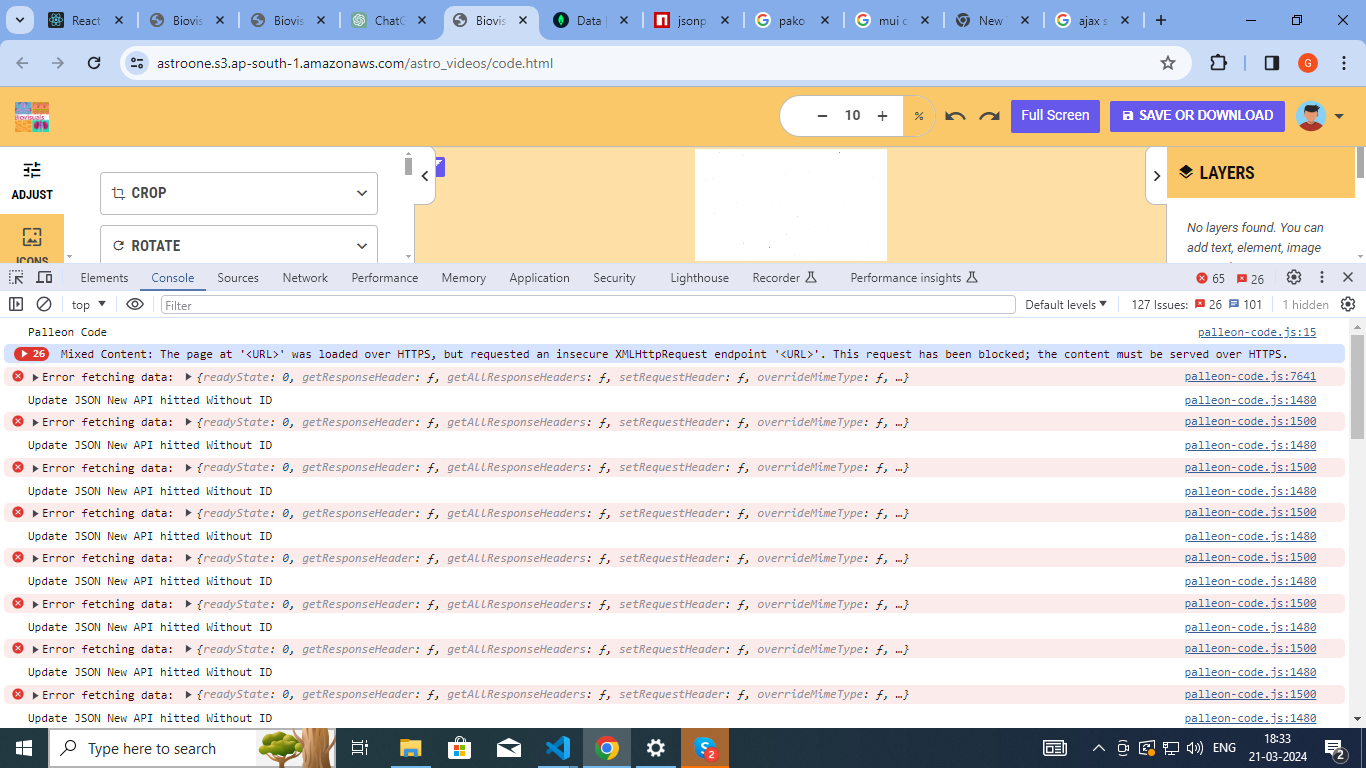 React
Biovis
Biovis
ChatG
Biovis
Data |
jsonp
pako
mui c
New
ajax s
astroone.s3.ap-south-1.amazonaws.com/astro_videos/code.html
G
Biovisuals
10
%
Full Screen
SAVE OR DOWNLOAD
ADJUST
CROP
LAYERS
ROTATE
No layers found. You can
add text, element, image
ICONS
Elements Console Sources Network Performance Memory Application Security Lighthouse Recorder Performance insights 65 26
top Filter Default levels 127 Issues: 26 101 1 hidden
Palleon Code palleon-code.js:15
26 Mixed Content: The page at '<URL>' was loaded over HTTPS, but requested an insecure XMLHttpRequest endpoint '<URL>'. This request has been blocked; the content must be served over HTTPS.
Error fetching data: {readyState: 0, getResponseHeader: ƒ, getAllResponseHeaders: ƒ, setRequestHeader: ƒ, overrideMimeType: ƒ, …} palleon-code.js:7641
Update JSON New API hitted Without ID palleon-code.js:1480
Error fetching data: {readyState: 0, getResponseHeader: ƒ, getAllResponseHeaders: ƒ, setRequestHeader: ƒ, overrideMimeType: ƒ, …} palleon-code.js:1500
Update JSON New API hitted Without ID palleon-code.js:1480
Error fetching data: {readyState: 0, getResponseHeader: ƒ, getAllResponseHeaders: ƒ, setRequestHeader: ƒ, overrideMimeType: ƒ, …} palleon-code.js:1500
Update JSON New API hitted Without ID palleon-code.js:1480
Error fetching data: {readyState: 0, getResponseHeader: ƒ, getAllResponseHeaders: ƒ, setRequestHeader: ƒ, overrideMimeType: ƒ, …} palleon-code.js:1500
Update JSON New API hitted Without ID palleon-code.js:1480
Error fetching data: {readyState: 0, getResponseHeader: ƒ, getAllResponseHeaders: ƒ, setRequestHeader: ƒ, overrideMimeType: ƒ, …} palleon-code.js:1500
Update JSON New API hitted Without ID palleon-code.js:1480
Error fetching data: {readyState: 0, getResponseHeader: ƒ, getAllResponseHeaders: ƒ, setRequestHeader: ƒ, overrideMimeType: ƒ, …} palleon-code.js:1500
Update JSON New API hitted Without ID palleon-code.js:1480
Error fetching data: {readyState: 0, getResponseHeader: ƒ, getAllResponseHeaders: ƒ, setRequestHeader: ƒ, overrideMimeType: ƒ, …} palleon-code.js:1500
Update JSON New API hitted Without ID palleon-code.js:1480
Error fetching data: {readyState: 0, getResponseHeader: ƒ, getAllResponseHeaders: ƒ, setRequestHeader: ƒ, overrideMimeType: ƒ, …} palleon-code.js:1500
Update JSON New API hitted Without ID palleon-code.js:1480
Type here to search
2
ENG
18:33
21-03-2024
2